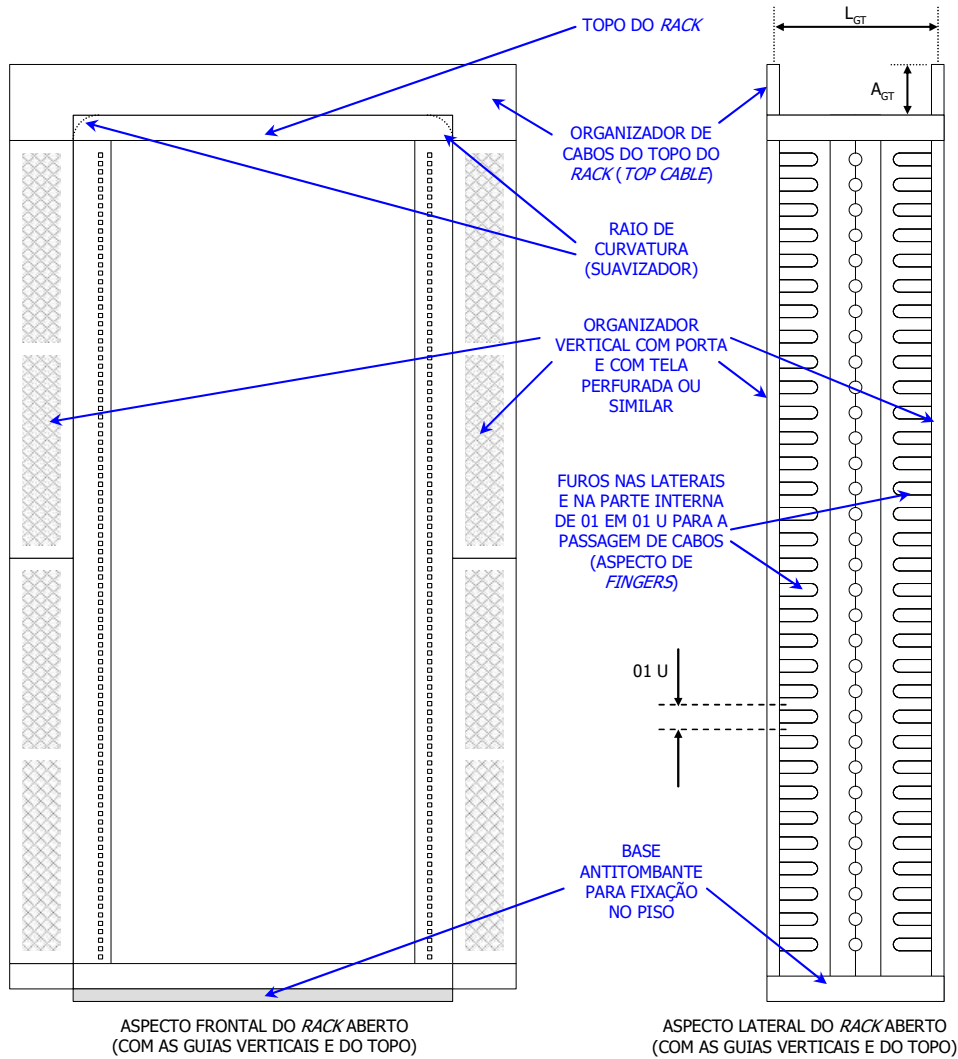 L_GT
TOPO DO RACK
A_GT
ORGANIZADOR DE
CABOS DO TOPO DO
RACK (TOP CABLE)
RAIO DE
CURVATURA
(SUAVIZADOR)
ORGANIZADOR
VERTICAL COM PORTA
E COM TELA
PERFURADA OU
SIMILAR
FUROS NAS LATERAIS
E NA PARTE INTERNA
DE 01 EM 01 U PARA A
PASSAGEM DE CABOS
(ASPECTO DE
FINGERS)
01 U
BASE
ANTITOMBANTE
PARA FIXAÇÃO
NO PISO
ASPECTO FRONTAL DO RACK ABERTO
(COM AS GUIAS VERTICAIS E DO TOPO)
ASPECTO LATERAL DO RACK ABERTO
(COM AS GUIAS VERTICAIS E DO TOPO)